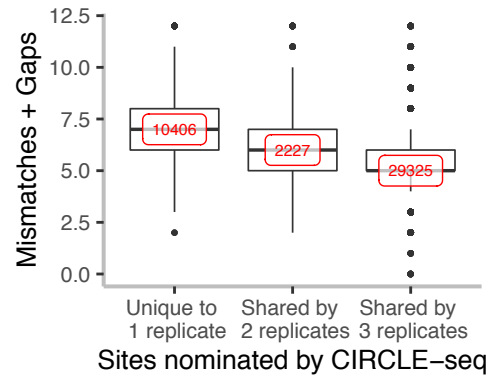 Mismatches + Gaps
12.5
10.0
7.5
5.0
2.5
0.0
10406
2227
29325
Unique to
1 replicate
Shared by
2 replicates
Shared by
3 replicates
Sites nominated by CIRCLE−seq